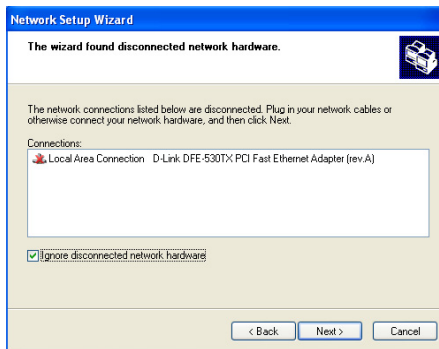 Network Setup Wizard
The wizard found disconnected network hardware.
The network connections listed below are disconnected. Plug in your network cables or
otherwise connect your network hardware, and then click Next.
Connections:
Local Area Connection D-Link DFE-530TX PCI Fast Ethernet Adapter (rev.A)
Ignore disconnected network hardware
< Back Next > Cancel